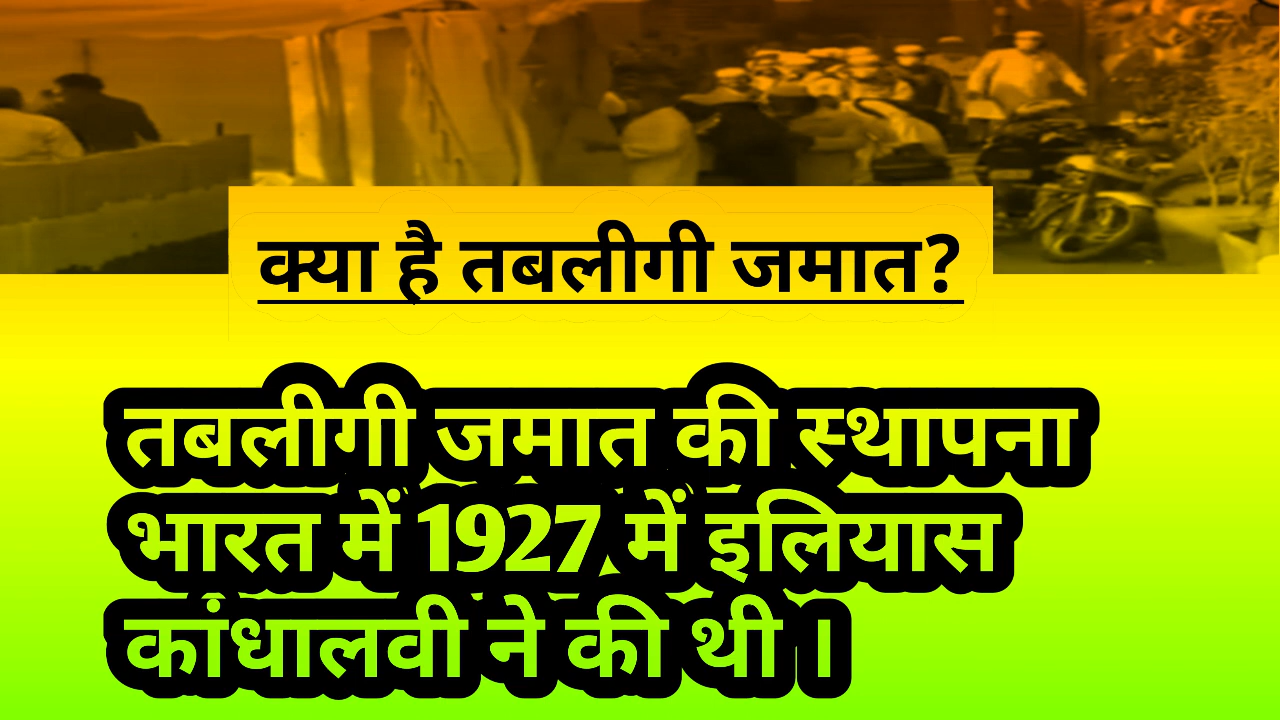 क्या है तबलीगी जमात?
तबलीगी जमात की स्थापना
भारत में 1927 में इलियास
कांधालवी ने की थी ।